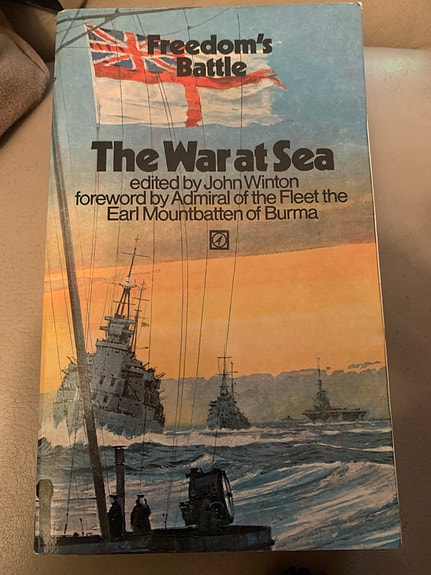 Freedom's
Battle
The War at Sea
edited by John Winton
foreword by Admiral of the Fleet the
Earl Mountbatten of Burma